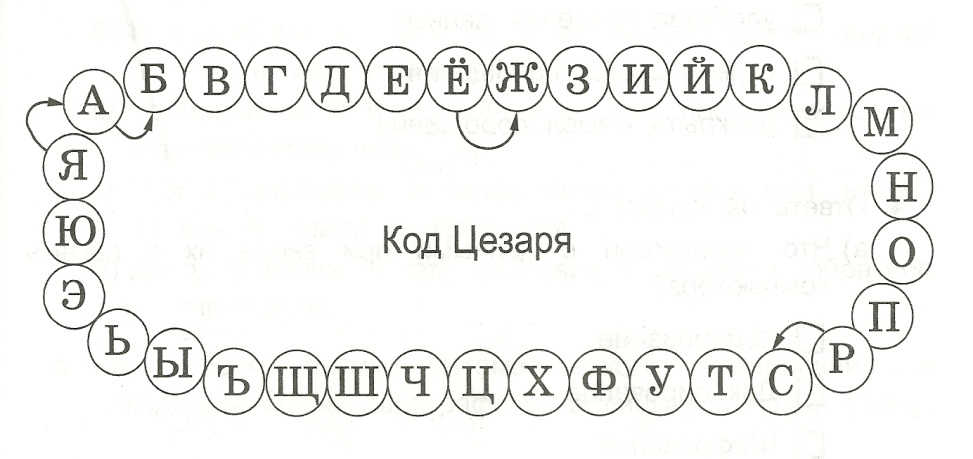 А Б В Г Д Е Ё Ж З И Й К Л М Н О П Р С Т У Ф Х Ц Ч Ш Щ Ъ Ы Ь Э Ю Я
Код Цезаря